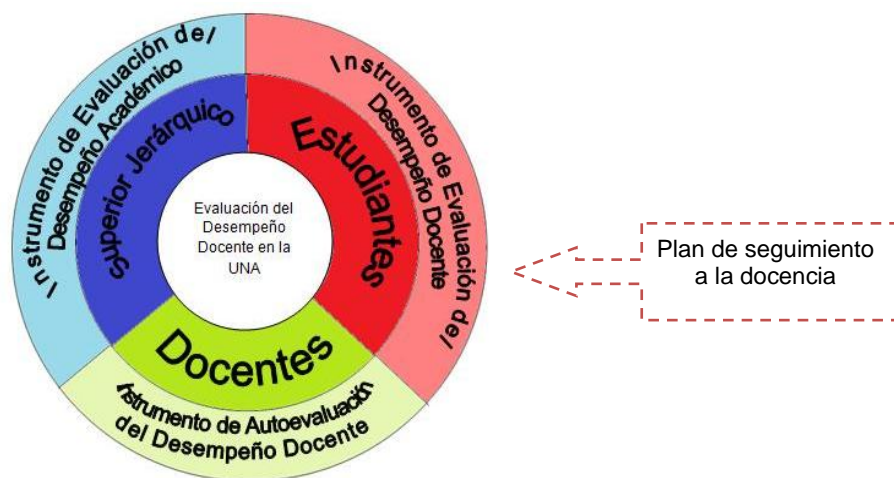 Instrumento de Evaluación del
Desempeño Académico
Superior Jerárquico
Instrumento de Evaluación del
Desempeño Docente
Estudiantes
Evaluación del
Desempeño
Docente en la
UNA
Docentes
Instrumento de Autoevaluación
del Desempeño Docente
Plan de seguimiento
a la docencia